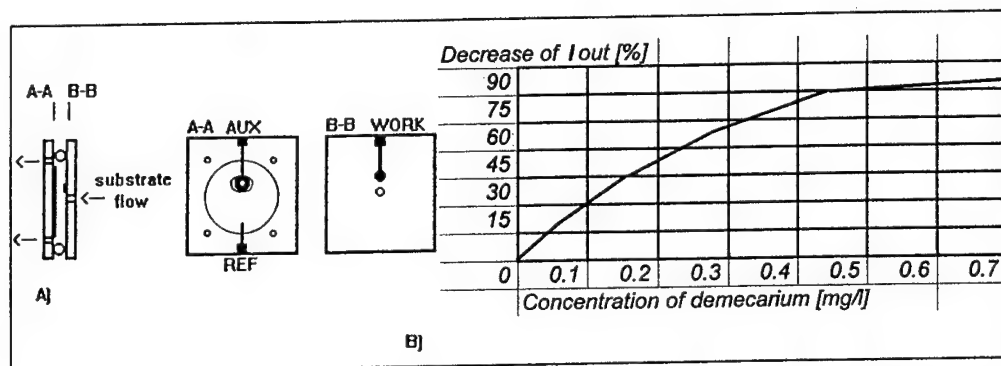 A-A B-B
substrate
flow
A]
A-A AUX
REF
B-B WORK
B]
Decrease of I out [%]
90
75
60
45
30
15
0 0.1 0.2 0.3 0.4 0.5 0.6 0.7
Concentration of demecarium [mg/l]